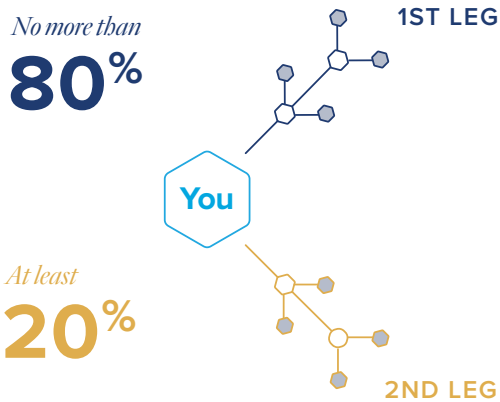 No more than
80%
1ST LEG
You
At least
20%
2ND LEG